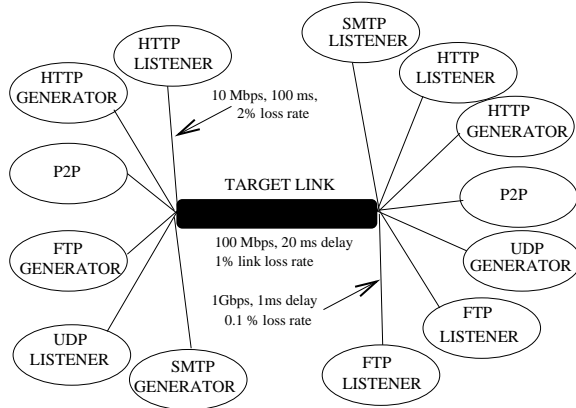 SMTP
LISTENER
HTTP
LISTENER
HTTP
LISTENER
HTTP
GENERATOR
10 Mbps, 100 ms,
2% loss rate
HTTP
GENERATOR
P2P
TARGET LINK
P2P
FTP
GENERATOR
100 Mbps, 20 ms delay
1% link loss rate
UDP
GENERATOR
1Gbps, 1ms delay
0.1 % loss rate
FTP
LISTENER
UDP
LISTENER
SMTP
GENERATOR
FTP
LISTENER